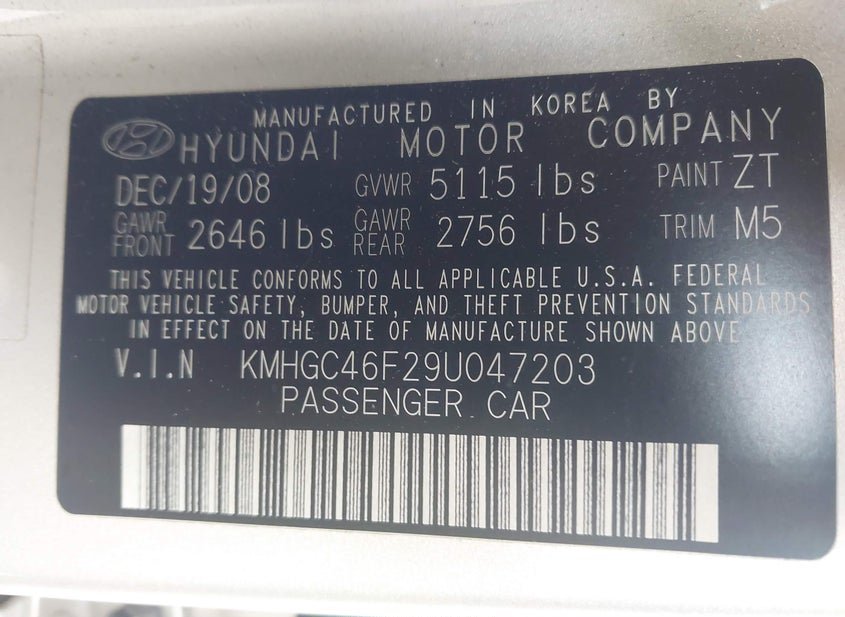 MANUFACTURED IN KOREA BY
HYUNDAI MOTOR COMPANY
DEC/19/08 GVWR 5115 lbs PAINT ZT
GAWR FRONT 2646 lbs GAWR REAR 2756 lbs TRIM M5
THIS VEHICLE CONFORMS TO ALL APPLICABLE U.S.A. FEDERAL
MOTOR VEHICLE SAFETY, BUMPER, AND THEFT PREVENTION STANDARDS
IN EFFECT ON THE DATE OF MANUFACTURE SHOWN ABOVE
V.I.N KMHGC46F29U047203
PASSENGER CAR